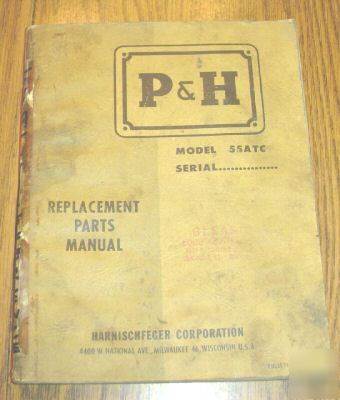 P&H
MODEL 55ATC
SERIAL...............
REPLACEMENT
PARTS
MANUAL
HARNISCHFEGER CORPORATION
4400 W. NATIONAL AVE., MILWAUKEE 46, WISCONSIN U.S.A.